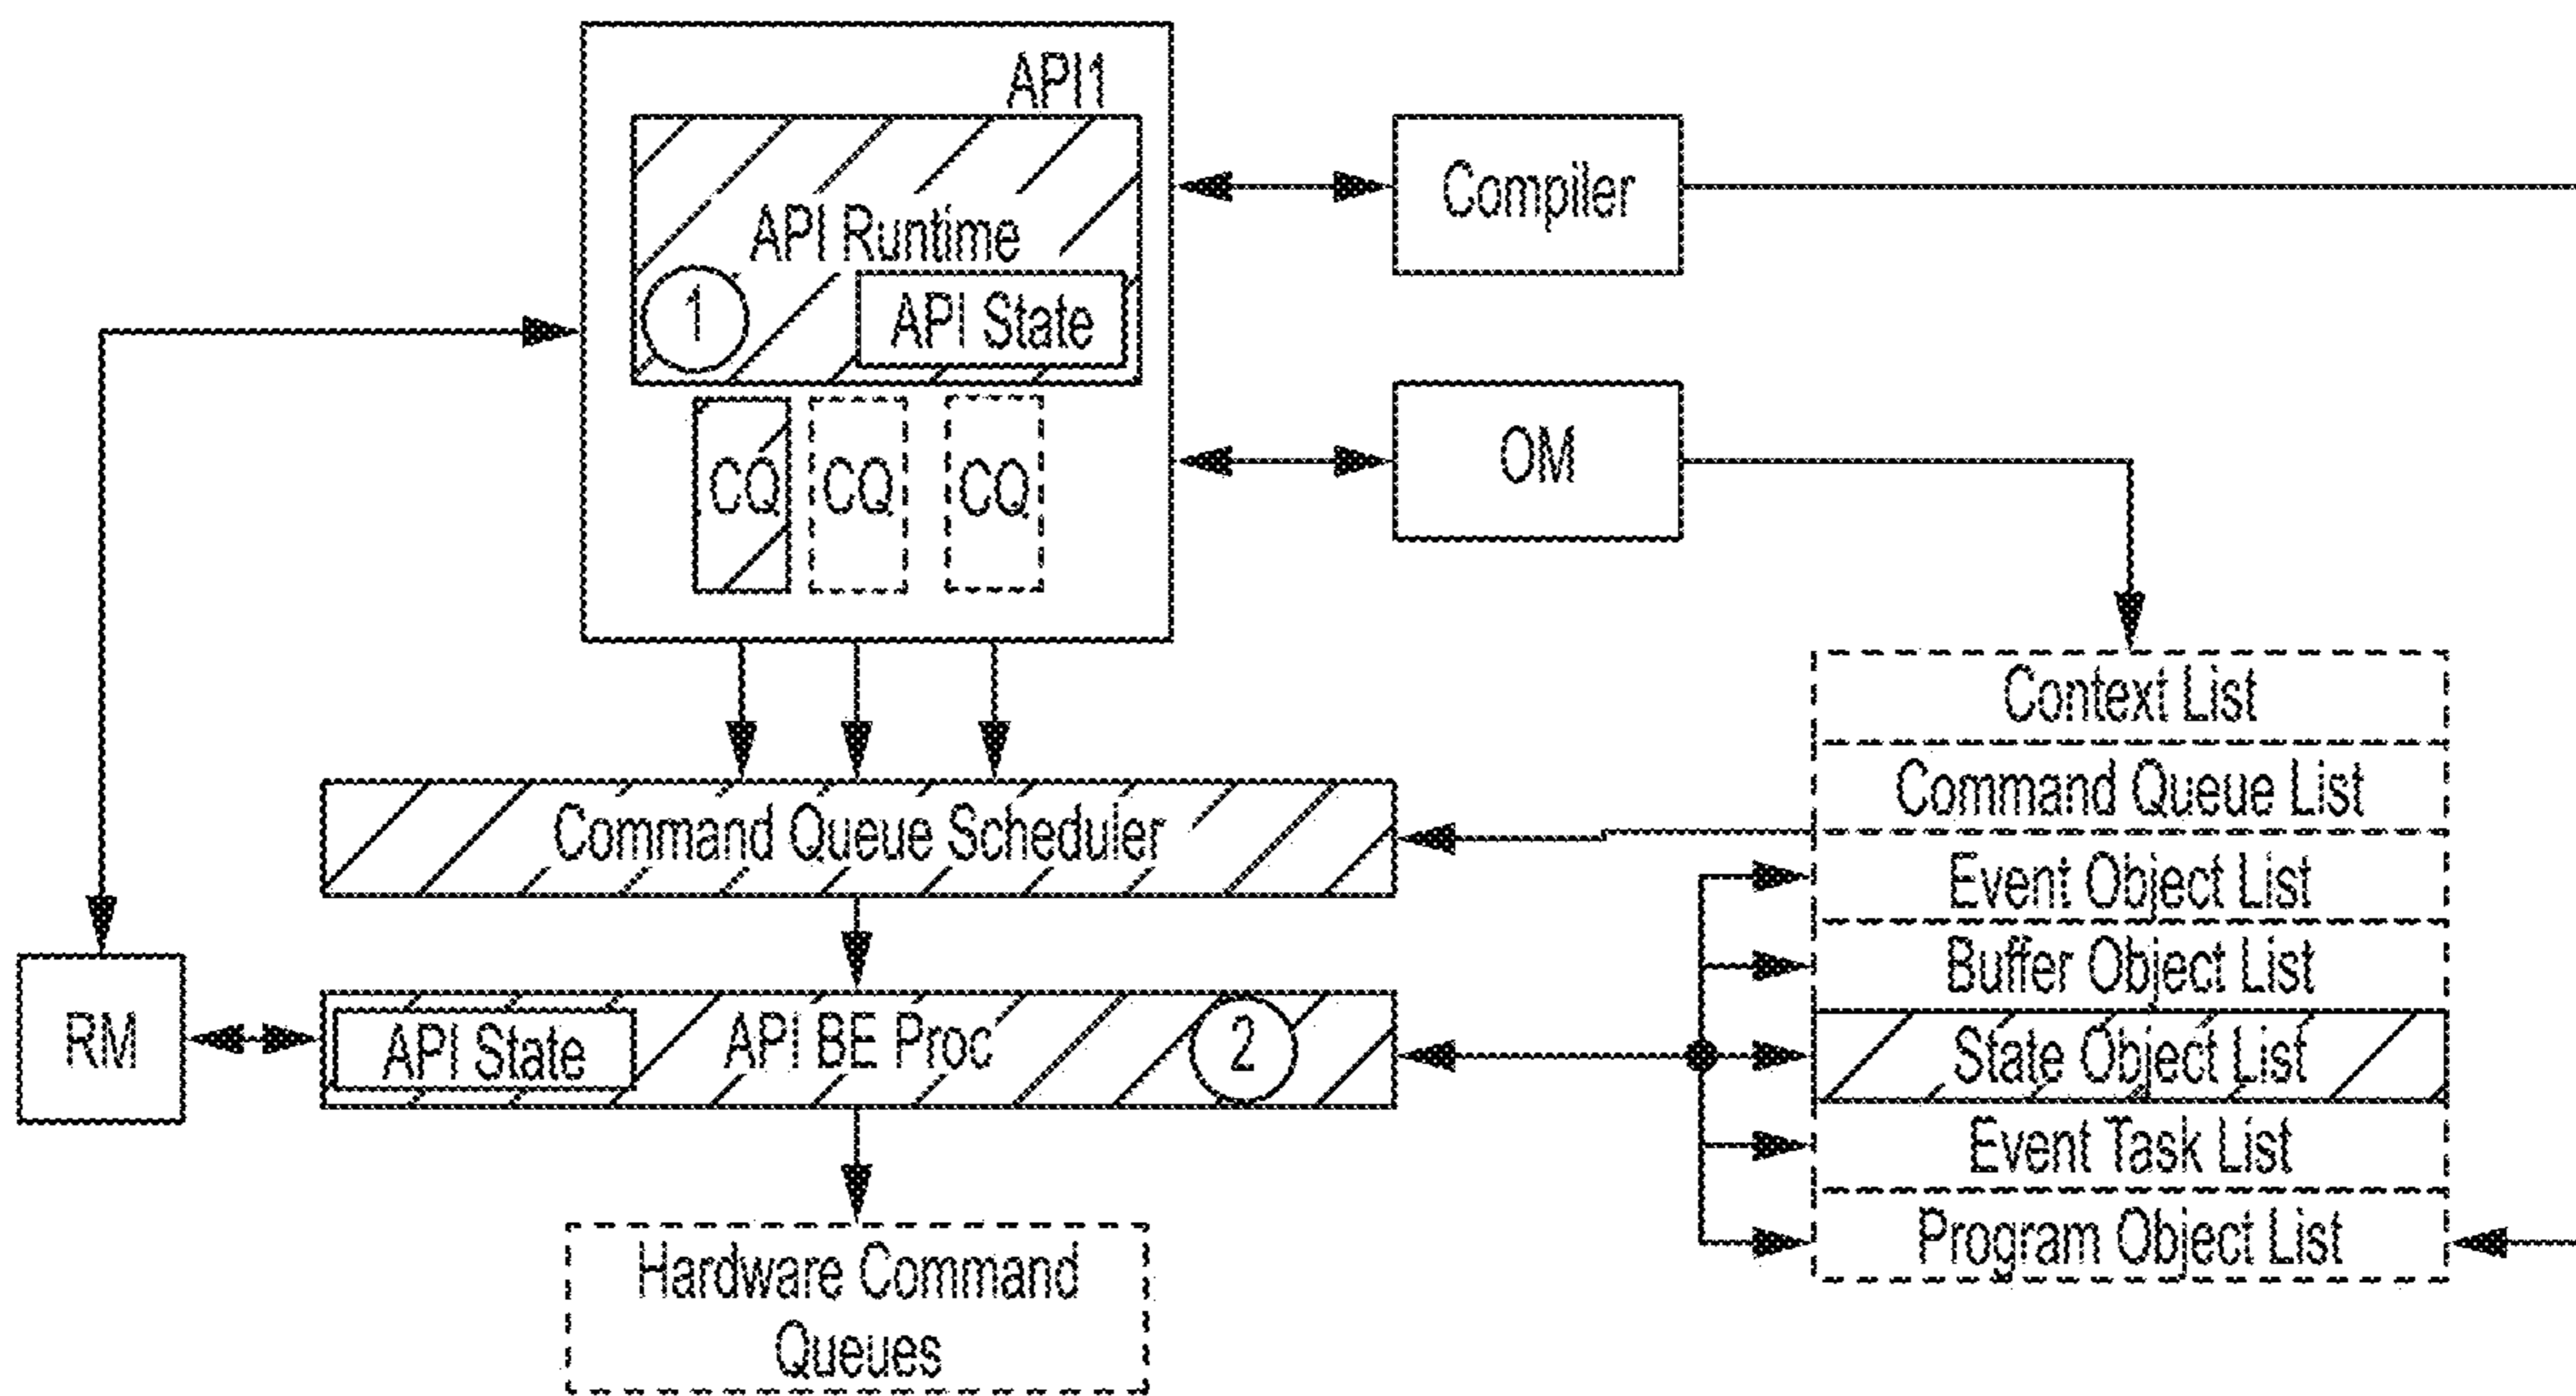 API1
API Runtime
1
API State
CQ
CQ
CQ
Compiler
OM
Context List
Command Queue List
Event Object List
Buffer Object List
State Object List
Event Task List
Program Object List
Command Queue Scheduler
RM
API State
API BE Proc
2
Hardware Command
Queues